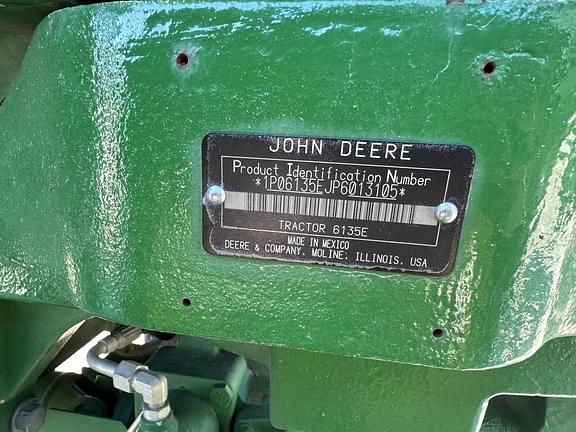 JOHN DEERE
Product Identification Number
*1P06135EJP6013105*
TRACTOR 6135E
MADE IN MEXICO
DEERE & COMPANY, MOLINE, ILLINOIS, USA